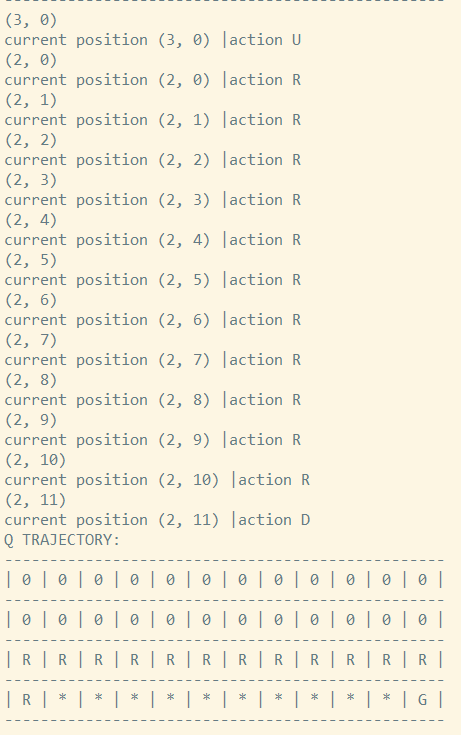 --------------------------------------------
(3, 0)
current position (3, 0) |action U
(2, 0)
current position (2, 0) |action R
(2, 1)
current position (2, 1) |action R
(2, 2)
current position (2, 2) |action R
(2, 3)
current position (2, 3) |action R
(2, 4)
current position (2, 4) |action R
(2, 5)
current position (2, 5) |action R
(2, 6)
current position (2, 6) |action R
(2, 7)
current position (2, 7) |action R
(2, 8)
current position (2, 8) |action R
(2, 9)
current position (2, 9) |action R
(2, 10)
current position (2, 10) |action R
(2, 11)
current position (2, 11) |action D
Q TRAJECTORY:
-------------------------------------------------
| 0 | 0 | 0 | 0 | 0 | 0 | 0 | 0 | 0 | 0 | 0 | 0 |
-------------------------------------------------
| 0 | 0 | 0 | 0 | 0 | 0 | 0 | 0 | 0 | 0 | 0 | 0 |
-------------------------------------------------
| R | R | R | R | R | R | R | R | R | R | R | R |
-------------------------------------------------
| R | * | * | * | * | * | * | * | * | * | * | G |
-------------------------------------------------